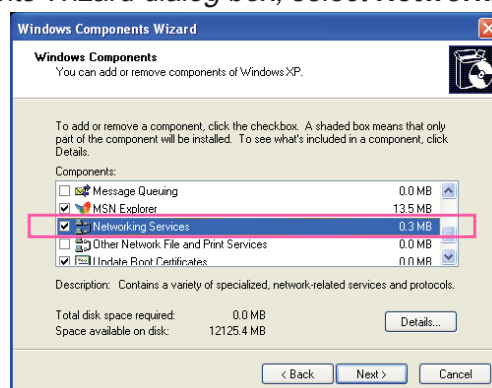 Wizard dialog box, select
Windows Components Wizard
Windows Components
You can add or remove components of Windows XP.
To add or remove a component, click the checkbox. A shaded box means that only
part of the component will be installed. To see what's included in a component, click
Details.
Components:
Message Queuing 0.0 MB
MSN Explorer 13.5 MB
Networking Services 0.3 MB
Other Network File and Print Services 0.0 MB
Update Root Certificates 0.0 MB
Description: Contains a variety of specialized, network-related services and protocols.
Total disk space required: 0.0 MB
Space available on disk: 12125.4 MB
Details...
< Back Next > Cancel